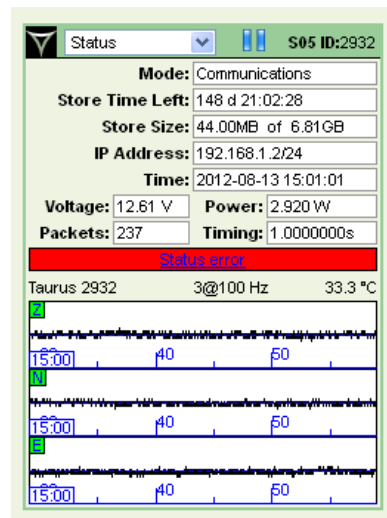 Status S05 ID:2932
Mode: Communications
Store Time Left: 148 d 21:02:28
Store Size: 44.00MB of 6.81GB
IP Address: 192.168.1.2/24
Time: 2012-08-13 15:01:01
Voltage: 12.61 V Power: 2.920 W
Packets: 237 Timing: 1.0000000s
Status error
Taurus 2932 3@100 Hz 33.3 °C
Z
15:00 40 50
N
15:00 40 50
E
15:00 40 50